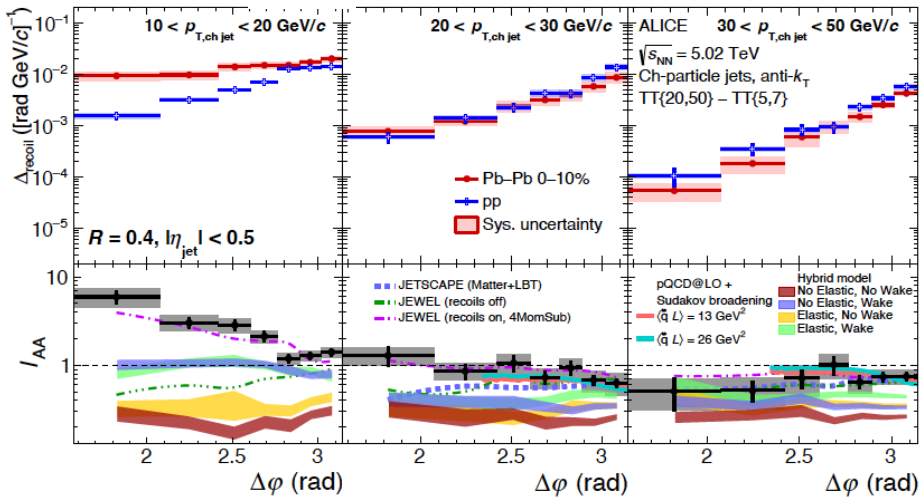 10 < p_T,ch jet < 20 GeV/c
20 < p_T,ch jet < 30 GeV/c
ALICE 30 < p_T,ch jet < 50 GeV/c
√s_NN = 5.02 TeV
Ch-particle jets, anti-k_T
TT{20,50} − TT{5,7}
Δ_recoil ([rad GeV/c]^−1)
10^−1
10^−2
10^−3
10^−4
10^−5
R = 0.4, |η_jet| < 0.5
Pb−Pb 0−10%
pp
Sys. uncertainty
I_AA
10
1
JETSCAPE (Matter+LBT)
JEWEL (recoils off)
JEWEL (recoils on, 4MomSub)
pQCD@LO +
Sudakov broadening
⟨q̂ L⟩ = 13 GeV²
⟨q̂ L⟩ = 26 GeV²
Hybrid model
No Elastic, No Wake
No Elastic, Wake
Elastic, No Wake
Elastic, Wake
2 2.5 3 2 2.5 3 2 2.5 3
Δφ (rad) Δφ (rad) Δφ (rad)